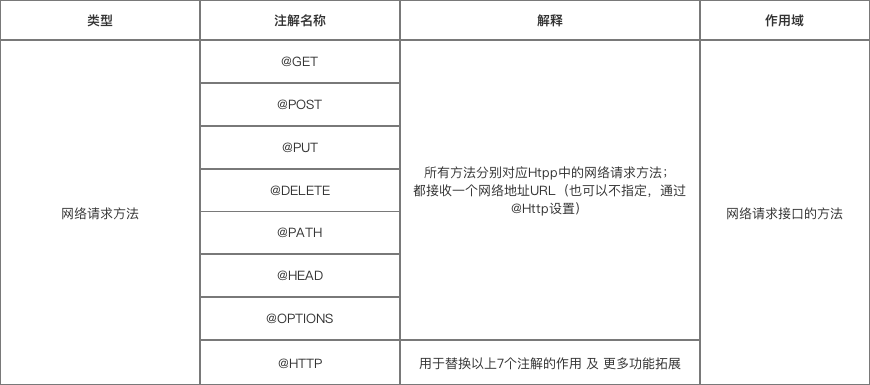 类型
注解名称
解释
作用域
网络请求方法
@GET
@POST
@PUT
@DELETE
@PATH
@HEAD
@OPTIONS
@HTTP
所有方法分别对应Htpp中的网络请求方法；
都接收一个网络地址URL（也可以不指定，通过
@Http设置）
用于替换以上7个注解的作用 及 更多功能拓展
网络请求接口的方法